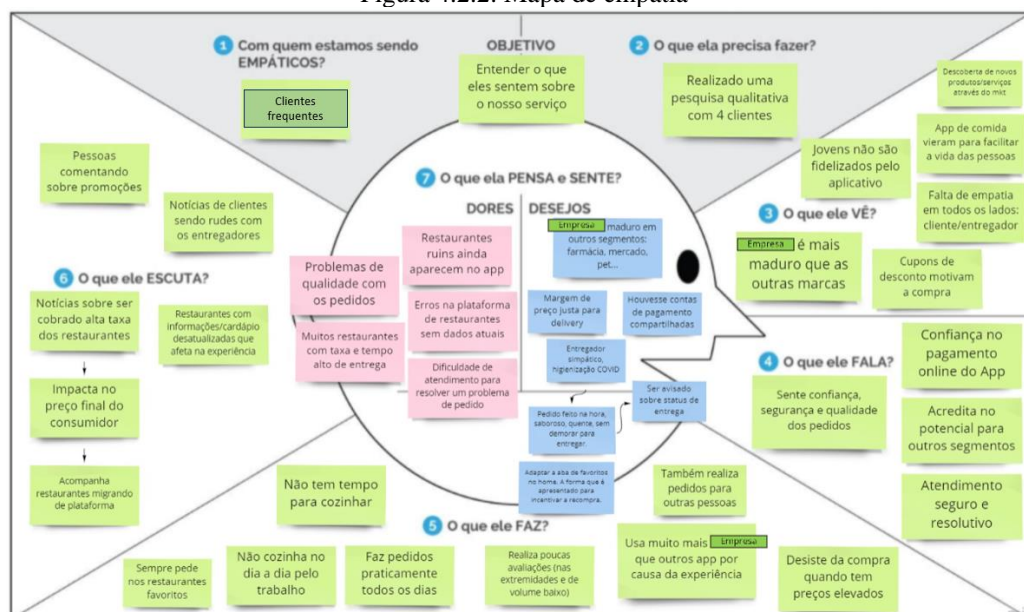 Figura 4.2.2: Mapa de empatia
1 Com quem estamos sendo
EMPÁTICOS?
Clientes
frequentes
OBJETIVO
Entender o que
eles sentem sobre
o nosso serviço
2 O que ela precisa fazer?
Realizado uma
pesquisa qualitativa
com 4 clientes
Descoberta de novos
produtos/serviços
através do mkt
App de comida
vieram para facilitar
a vida das pessoas
Jovens não são
fidelizados pelo
aplicativo
Falta de empatia
em todos os lados:
cliente/entregador
3 O que ele VÊ?
Empresa é mais
maduro que as
outras marcas
Cupons de
desconto motivam
a compra
Pessoas
comentando
sobre promoções
Notícias de clientes
sendo rudes com
os entregadores
6 O que ele ESCUTA?
Notícias sobre ser
cobrado alta taxa
dos restaurantes
Restaurantes com
informações/cardápio
desatualizadas que
afeta na experiência
Impacta no
preço final do
consumidor
Acompanha
restaurantes migrando
de plataforma
7 O que ela PENSA e SENTE?
DORES
Restaurantes
ruins ainda
aparecem no app
Problemas de
qualidade com
os pedidos
Erros na plataforma
de restaurantes
sem dados atuais
Muitos restaurantes
com taxa e tempo
alto de entrega
Dificuldade de
atendimento para
resolver um problema
de pedido
DESEJOS
Empresa maduro em
outros segmentos:
farmácia, mercado,
pet...
Margem de
preço justa para
delivery
Houvesse contas
de pagamento
compartilhadas
Entregador
simpático,
higienização COVID
Ser avisado
sobre status de
entrega
Pedido feito na hora,
saboroso, quente, sem
demorar para
entregar.
Adaptar a aba de favoritos
no home. A forma que é
apresentado para
incentivar a recompra.
4 O que ele FALA?
Confiança no
pagamento
online do App
Sente confiança,
segurança e qualidade
dos pedidos
Acredita no
potencial para
outros segmentos
Atendimento
seguro e
resolutivo
Não tem tempo
para cozinhar
Também realiza
pedidos para
outras pessoas
5 O que ele FAZ?
Sempre pede
nos restaurantes
favoritos
Não cozinha no
dia a dia pelo
trabalho
Faz pedidos
praticamente
todos os dias
Realiza poucas
avaliações (nas
extremidades e de
volume baixo)
Usa muito mais Empresa
que outros app por
causa da experiência
Desiste da compra
quando tem
preços elevados